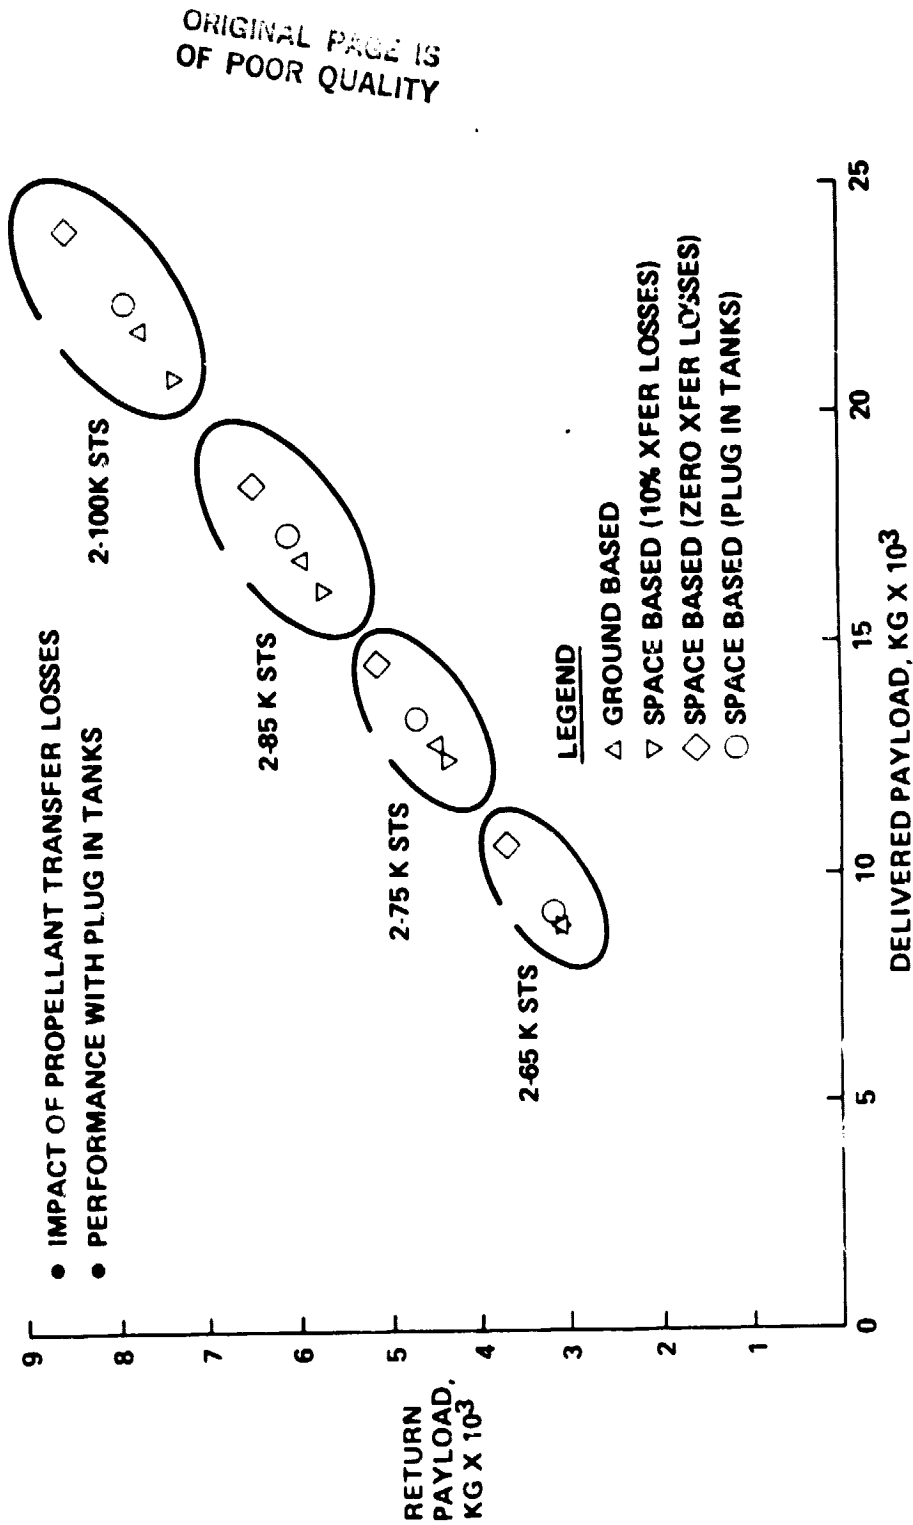 ORIGINAL PAGE IS
OF POOR QUALITY
● IMPACT OF PROPELLANT TRANSFER LOSSES
● PERFORMANCE WITH PLUG IN TANKS
RETURN
PAYLOAD,
KG X 10³
9
8
7
6
5
4
3
2
1
2-100K STS
2-85 K STS
2-75 K STS
2-65 K STS
LEGEND
△ GROUND BASED
▽ SPACE BASED (10% XFER LOSSES)
◇ SPACE BASED (ZERO XFER LOSSES)
○ SPACE BASED (PLUG IN TANKS)
0 5 10 15 20 25
DELIVERED PAYLOAD, KG X 10³